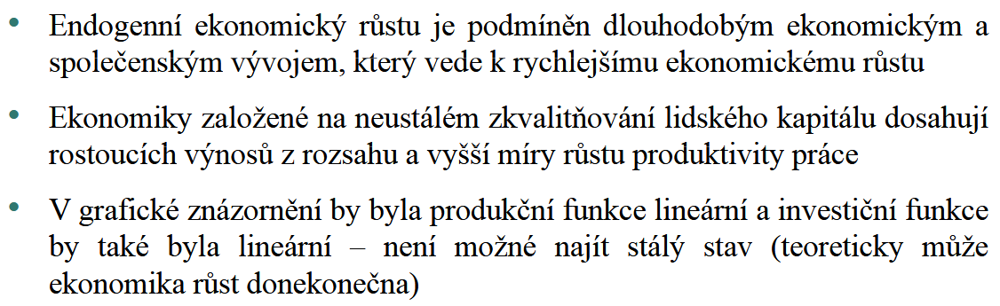 • Endogenní ekonomický růstu je podmíněn dlouhodobým ekonomickým a
společenským vývojem, který vede k rychlejšímu ekonomickému růstu
• Ekonomiky založené na neustálém zkvalitňování lidského kapitálu dosahují
rostoucích výnosů z rozsahu a vyšší míry růstu produktivity práce
• V grafické znázornění by byla produkční funkce lineární a investiční funkce
by také byla lineární – není možné najít stálý stav (teoreticky může
ekonomika růst donekonečna)